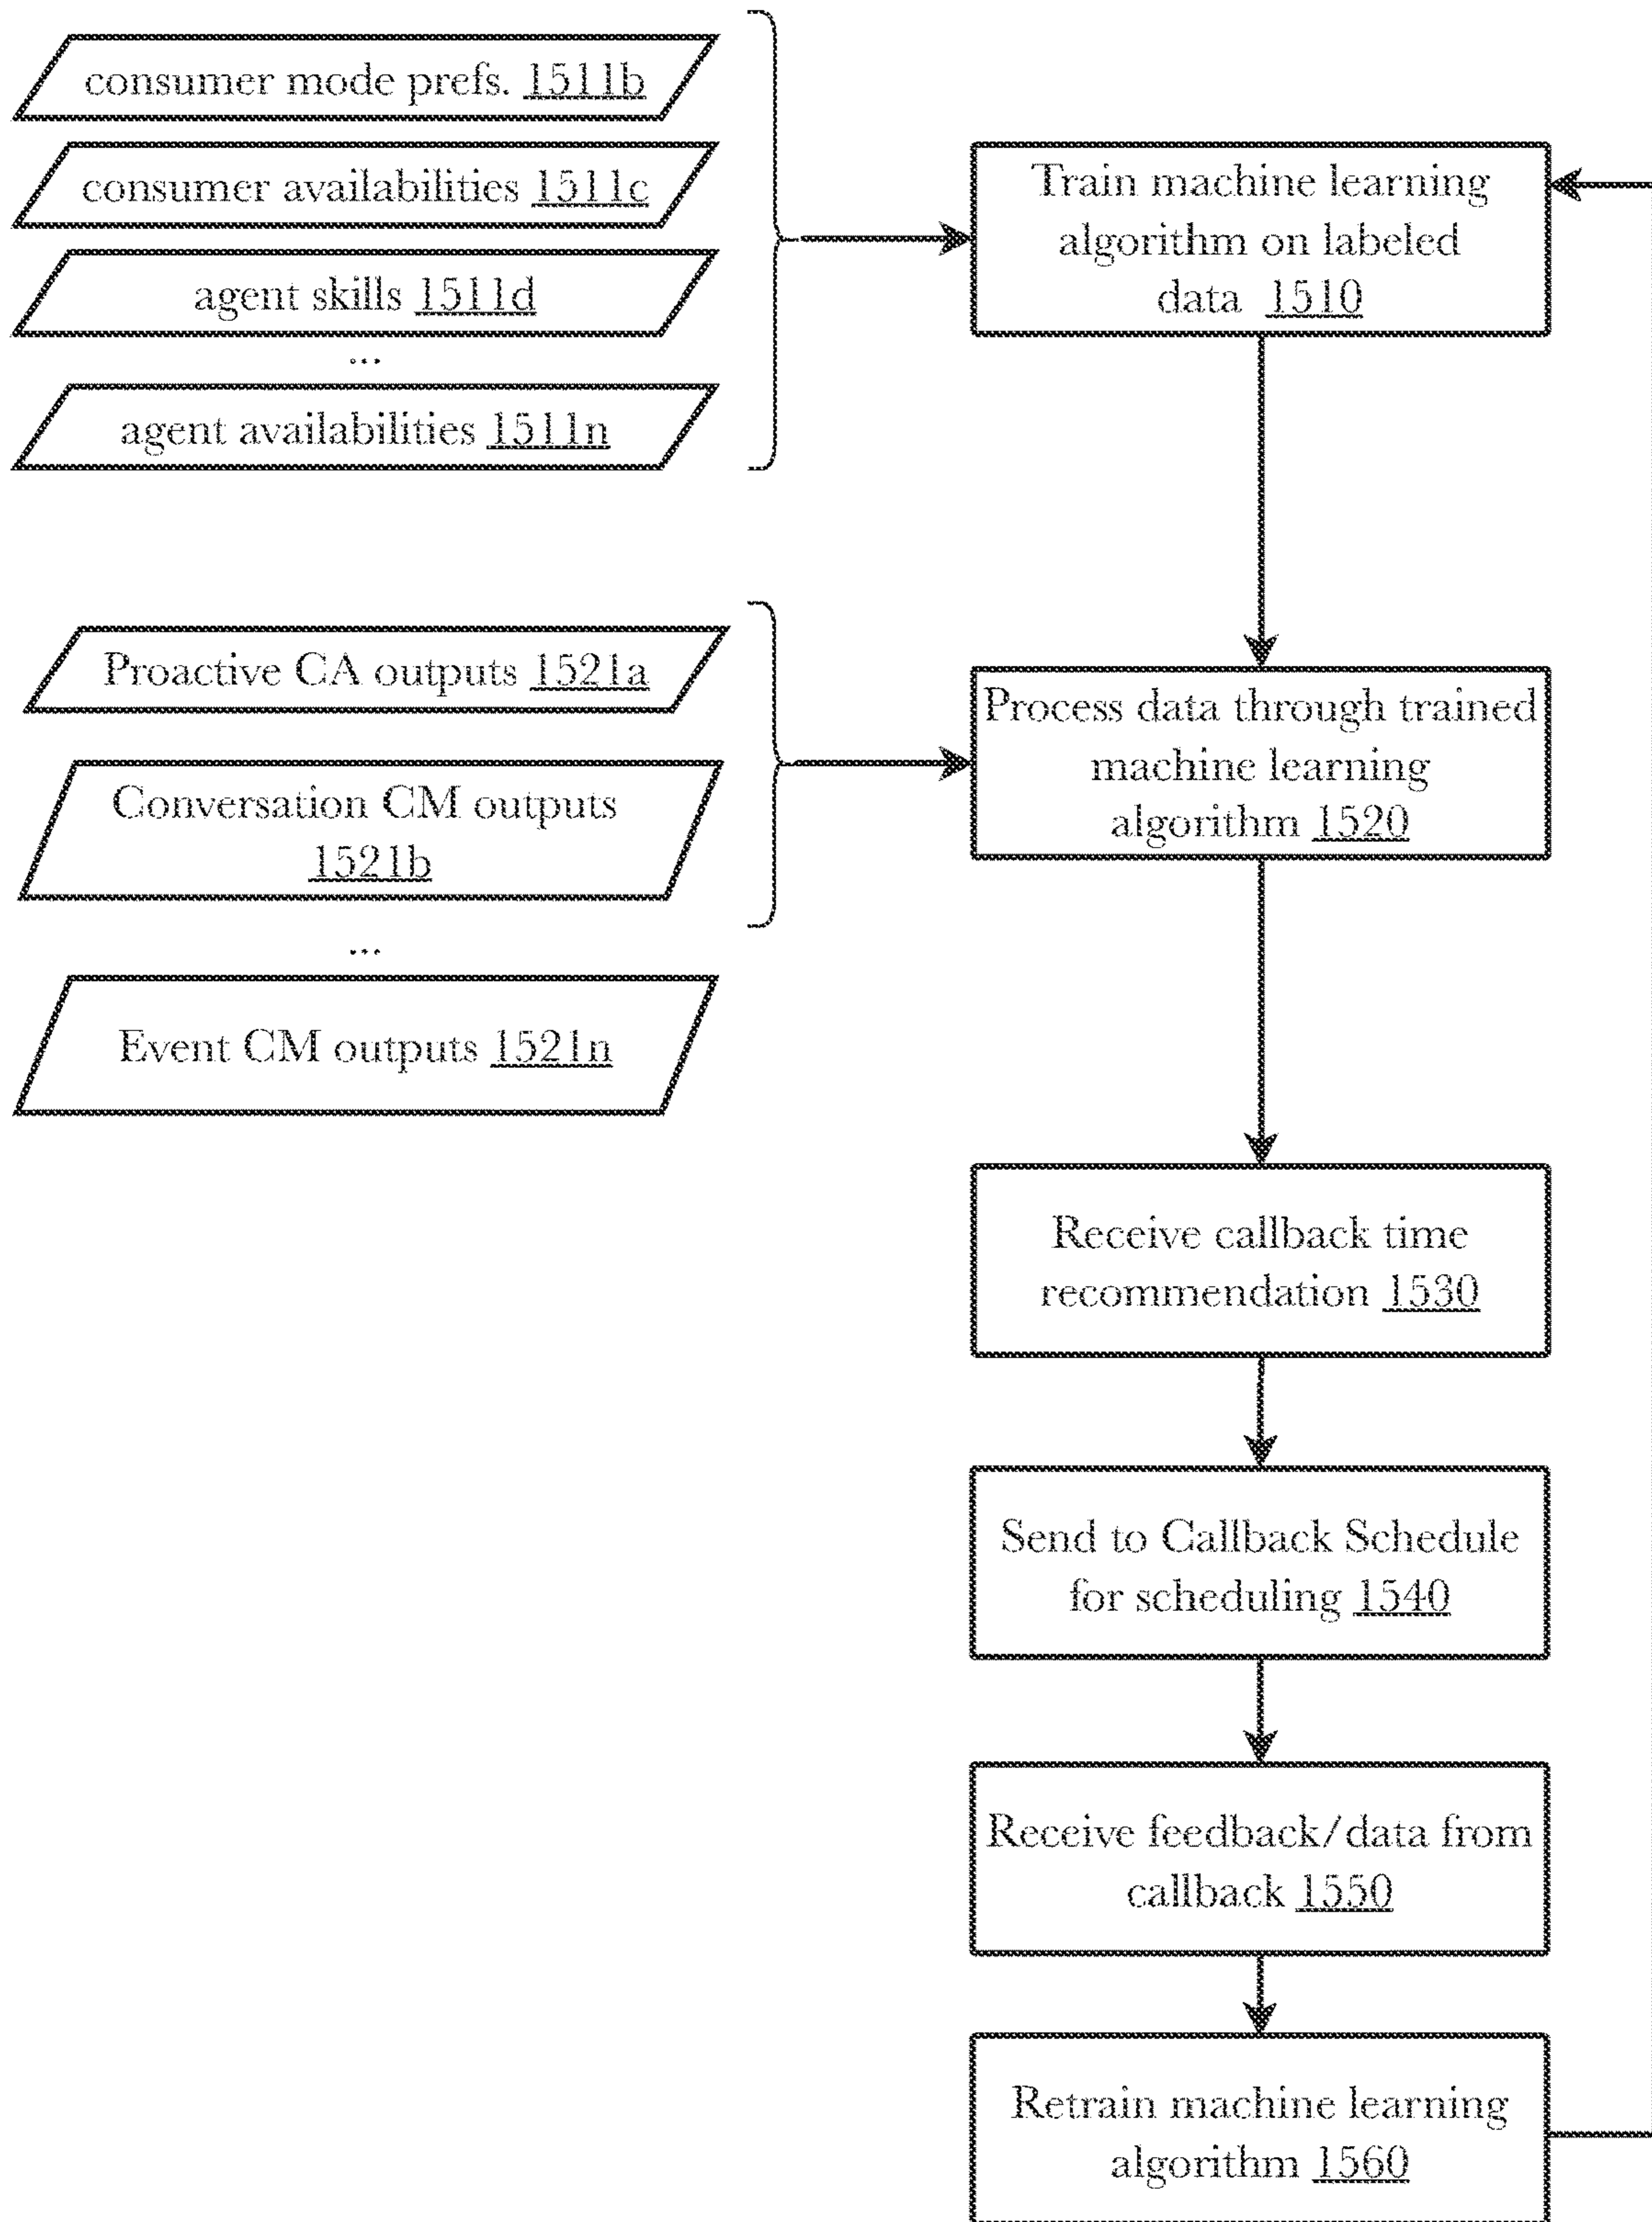 consumer mode prefs. 1511b
consumer availabilities 1511c
agent skills 1511d
...
agent availabilities 1511n
Train machine learning
algorithm on labeled
data 1510
Proactive CA outputs 1521a
Conversation CM outputs
1521b
...
Event CM outputs 1521n
Process data through trained
machine learning
algorithm 1520
Receive callback time
recommendation 1530
Send to Callback Schedule
for scheduling 1540
Receive feedback/data from
callback 1550
Retrain machine learning
algorithm 1560